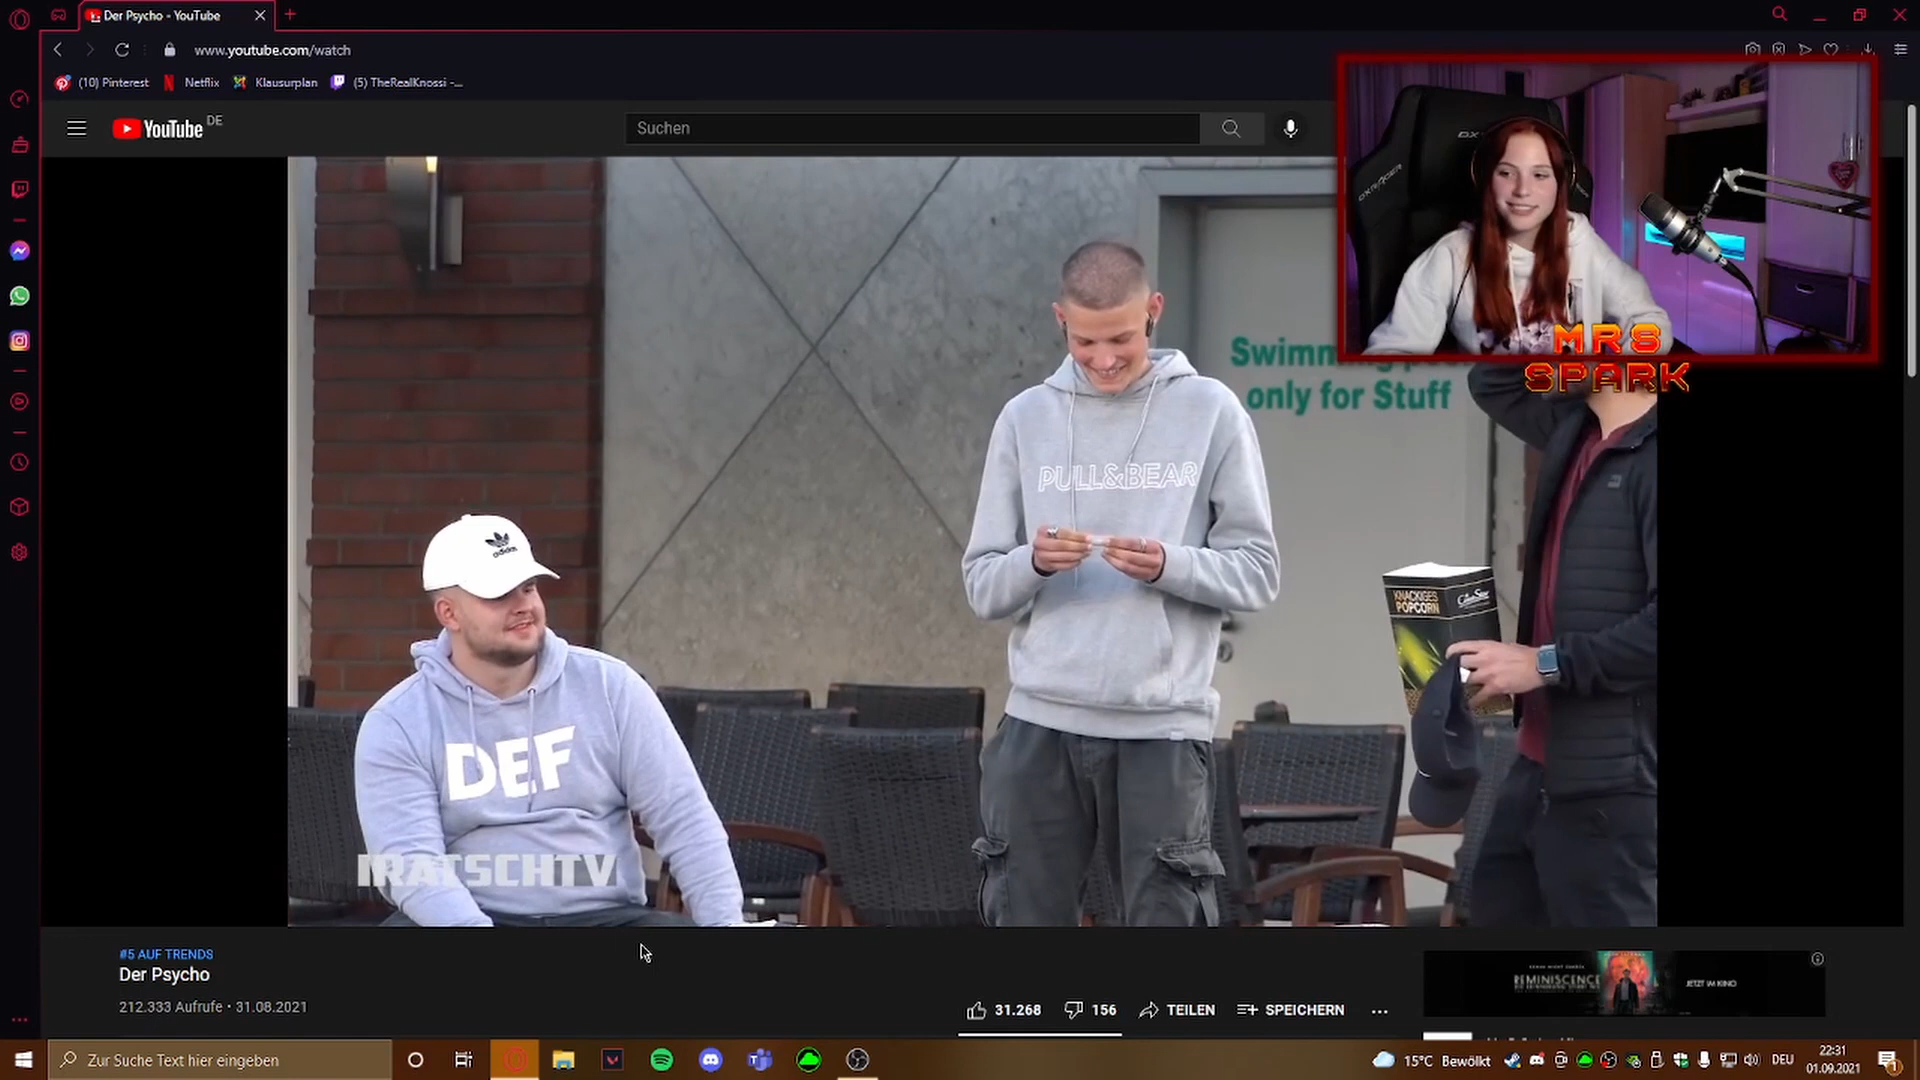 Der Psycho - YouTube
www.youtube.com/watch
(10) Pinterest
Netflix
Klausurplan
(5) TheRealKnossi -...
YouTube DE
Suchen
MRS
SPARK
only for Stuff
PULL&BEAR
adidas
KNACKIGES
POPCORN
DEF
IRATSCHTV
#5 AUF TRENDS
Der Psycho
212.333 Aufrufe • 31.08.2021
31.268
156
TEILEN
SPEICHERN
REMINISCENCE
JETZT IM KINO
Zur Suche Text hier eingeben
15°C Bewölkt
DEU
22:31
01.09.2021